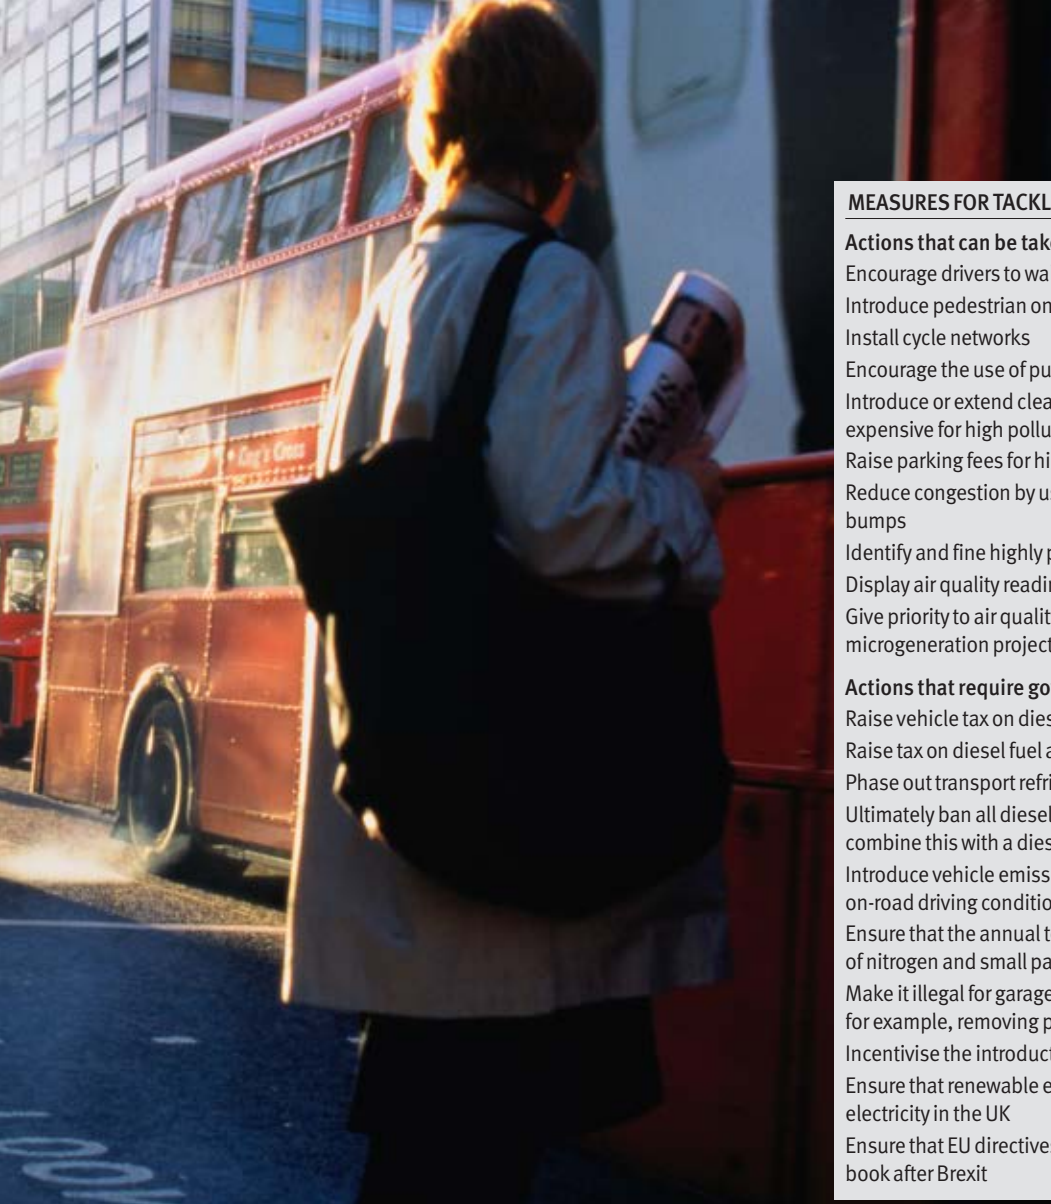 King's Cross
MEASURES FOR TACKL
Actions that can be take
Encourage drivers to wa
Introduce pedestrian on
Install cycle networks
Encourage the use of pu
Introduce or extend clea
expensive for high pollu
Raise parking fees for hi
Reduce congestion by u
bumps
Identify and fine highly p
Display air quality readin
Give priority to air qualit
microgeneration project
Actions that require go
Raise vehicle tax on dies
Raise tax on diesel fuel a
Phase out transport refri
Ultimately ban all diesel
combine this with a dies
Introduce vehicle emiss
on-road driving conditio
Ensure that the annual t
of nitrogen and small pa
Make it illegal for garage
for example, removing p
Incentivise the introduct
Ensure that renewable e
electricity in the UK
Ensure that EU directive
book after Brexit